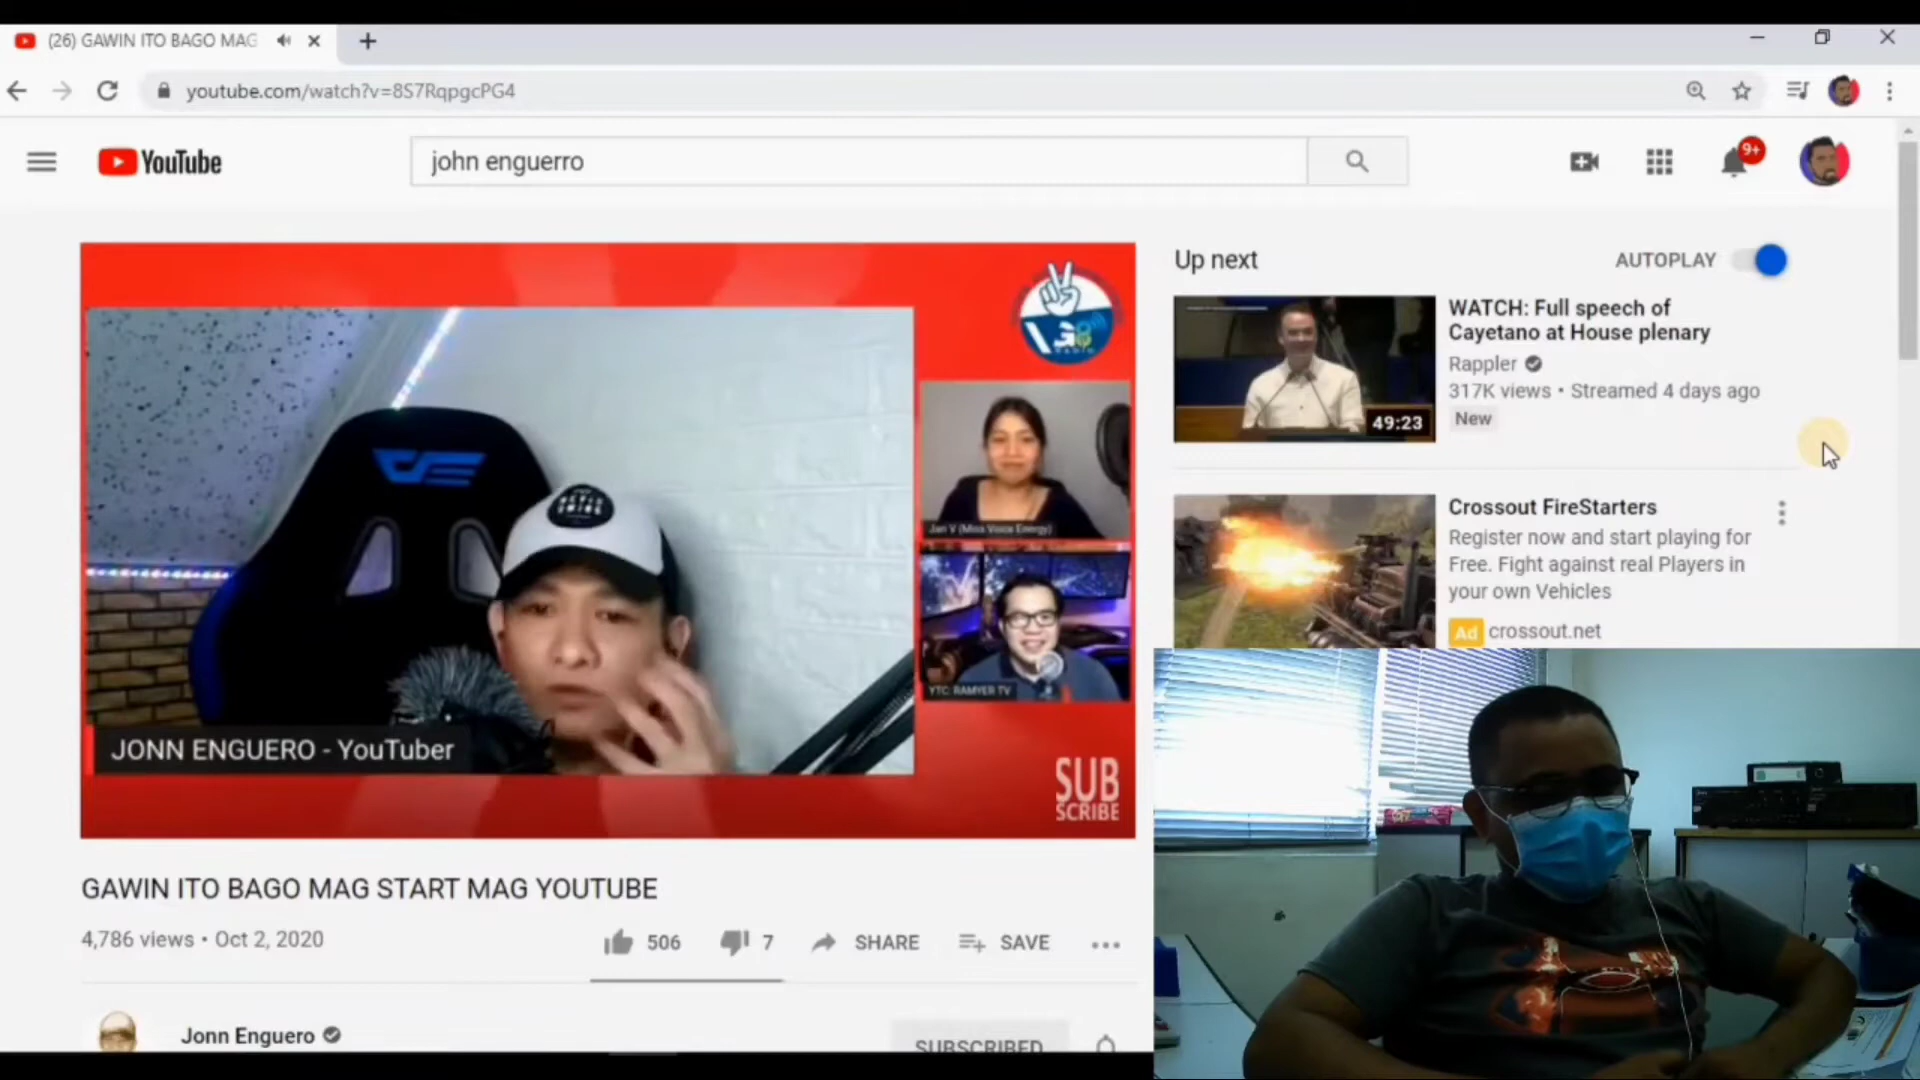 (26) GAWIN ITO BAGO MAG
youtube.com/watch?v=8S7RqpgcPG4
YouTube
john enguerro
9+
Up next
AUTOPLAY
WATCH: Full speech of
Cayetano at House plenary
Rappler
317K views • Streamed 4 days ago
New
49:23
Crossout FireStarters
Register now and start playing for
Free. Fight against real Players in
your own Vehicles
Ad crossout.net
RADIO
Jan V (Miss Voice Energy)
YTC: RAMYER TV
JONN ENGUERO - YouTuber
SUB
SCRIBE
GAWIN ITO BAGO MAG START MAG YOUTUBE
4,786 views • Oct 2, 2020
506
7
SHARE
SAVE
Jonn Enguero
SUBSCRIBED